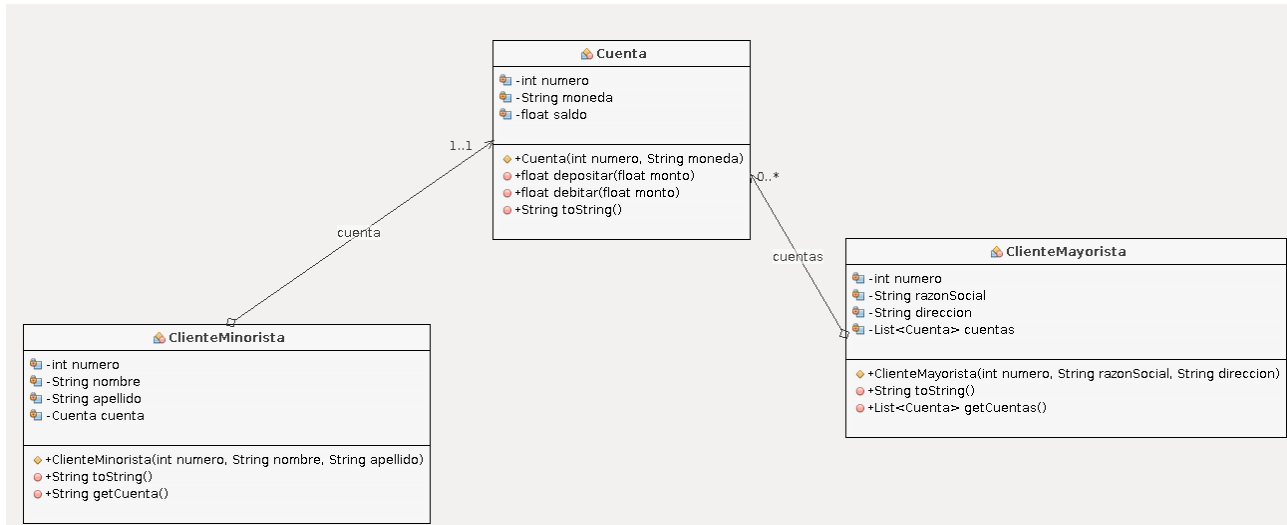 Cuenta
-int numero
-String moneda
-float saldo
+Cuenta(int numero, String moneda)
+float depositar(float monto)
+float debitar(float monto)
+String toString()
1..1
0..*
cuenta
cuentas
ClienteMinorista
-int numero
-String nombre
-String apellido
-Cuenta cuenta
+ClienteMinorista(int numero, String nombre, String apellido)
+String toString()
+String getCuenta()
ClienteMayorista
-int numero
-String razonSocial
-String direccion
-List<Cuenta> cuentas
+ClienteMayorista(int numero, String razonSocial, String direccion)
+String toString()
+List<Cuenta> getCuentas()